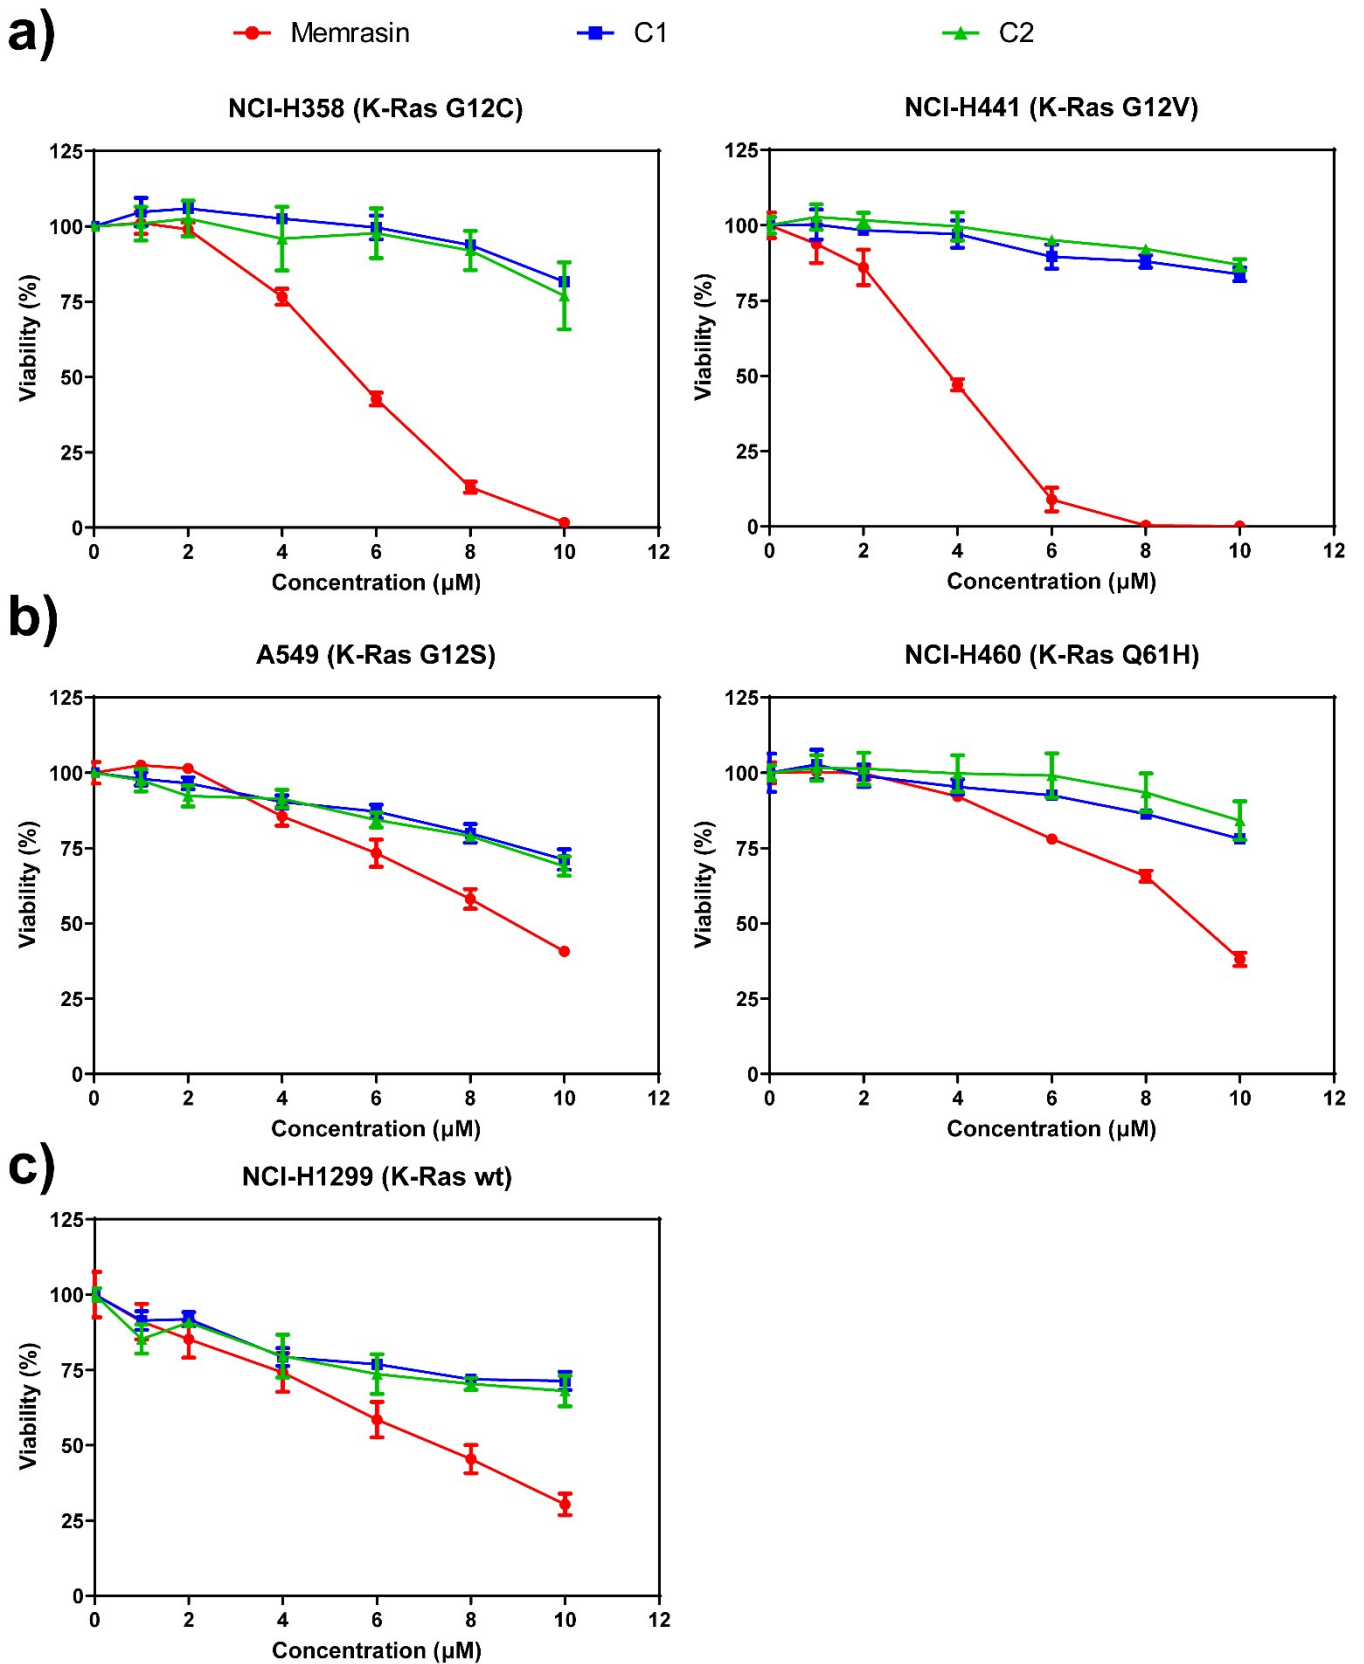 a)
Memrasin C1 C2
NCI-H358 (K-Ras G12C)
125
100
75
50
25
0
Viability (%)
0 2 4 6 8 10 12
Concentration (µM)
NCI-H441 (K-Ras G12V)
125
100
75
50
25
0
Viability (%)
0 2 4 6 8 10 12
Concentration (µM)
b)
A549 (K-Ras G12S)
125
100
75
50
25
0
Viability (%)
0 2 4 6 8 10 12
Concentration (µM)
NCI-H460 (K-Ras Q61H)
125
100
75
50
25
0
Viability (%)
0 2 4 6 8 10 12
Concentration (µM)
c)
NCI-H1299 (K-Ras wt)
125
100
75
50
25
0
Viability (%)
0 2 4 6 8 10 12
Concentration (µM)